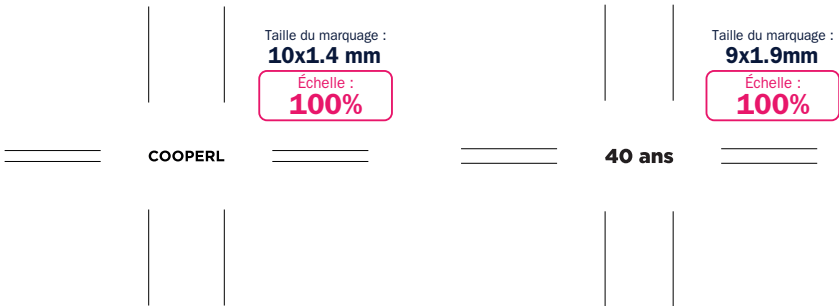 Taille du marquage :
10x1.4 mm
Échelle :
100%
COOPERL
Taille du marquage :
9x1.9mm
Échelle :
100%
40 ans